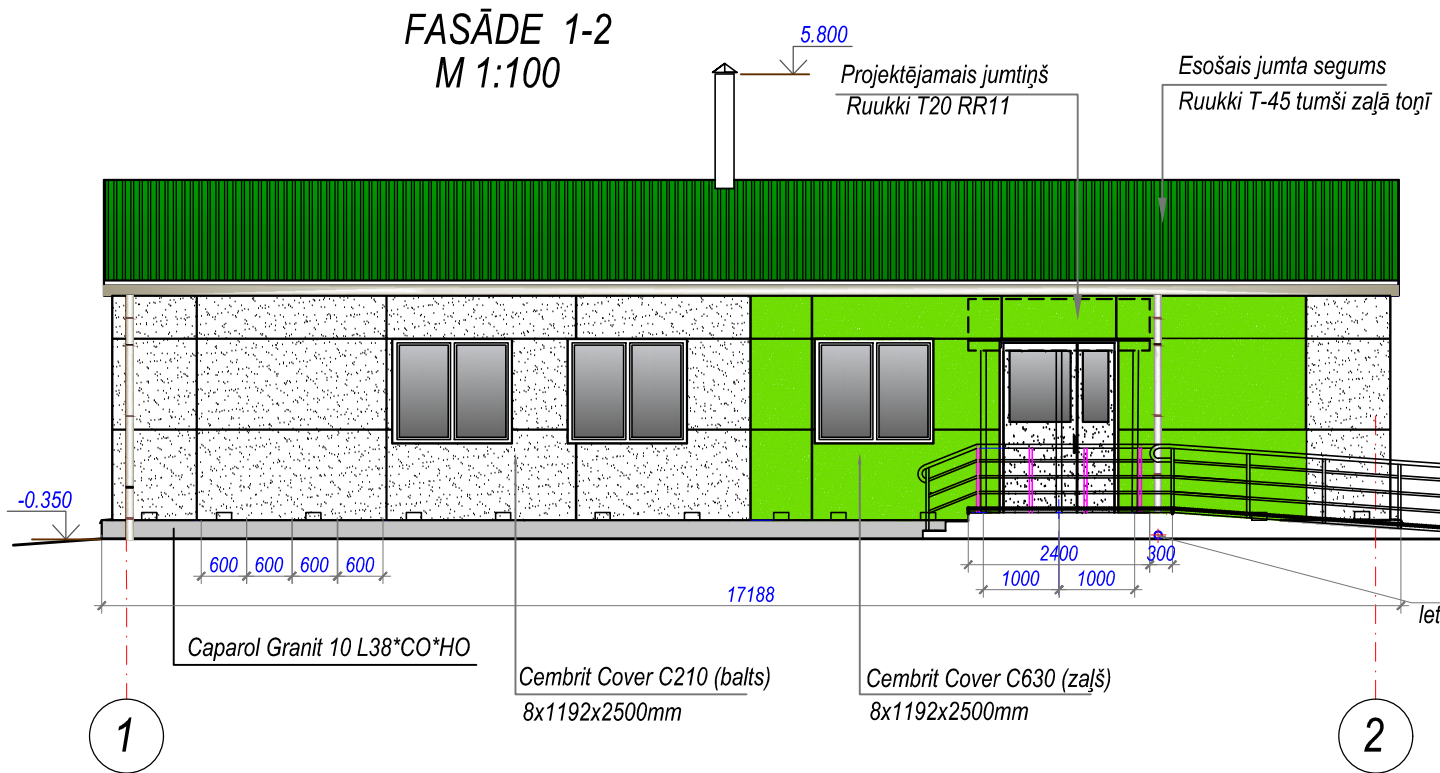 FASĀDE 1-2
M 1:100
5.800
Projektējamais jumtiņš
Ruukki T20 RR11
Esošais jumta segums
Ruukki T-45 tumši zaļā toņī
-0.350
600 600 600 600
2400 300
1000 1000
17188
Iet
Caparol Granit 10 L38*CO*HO
Cembrit Cover C210 (balts)
8x1192x2500mm
Cembrit Cover C630 (zaļš)
8x1192x2500mm
1
2